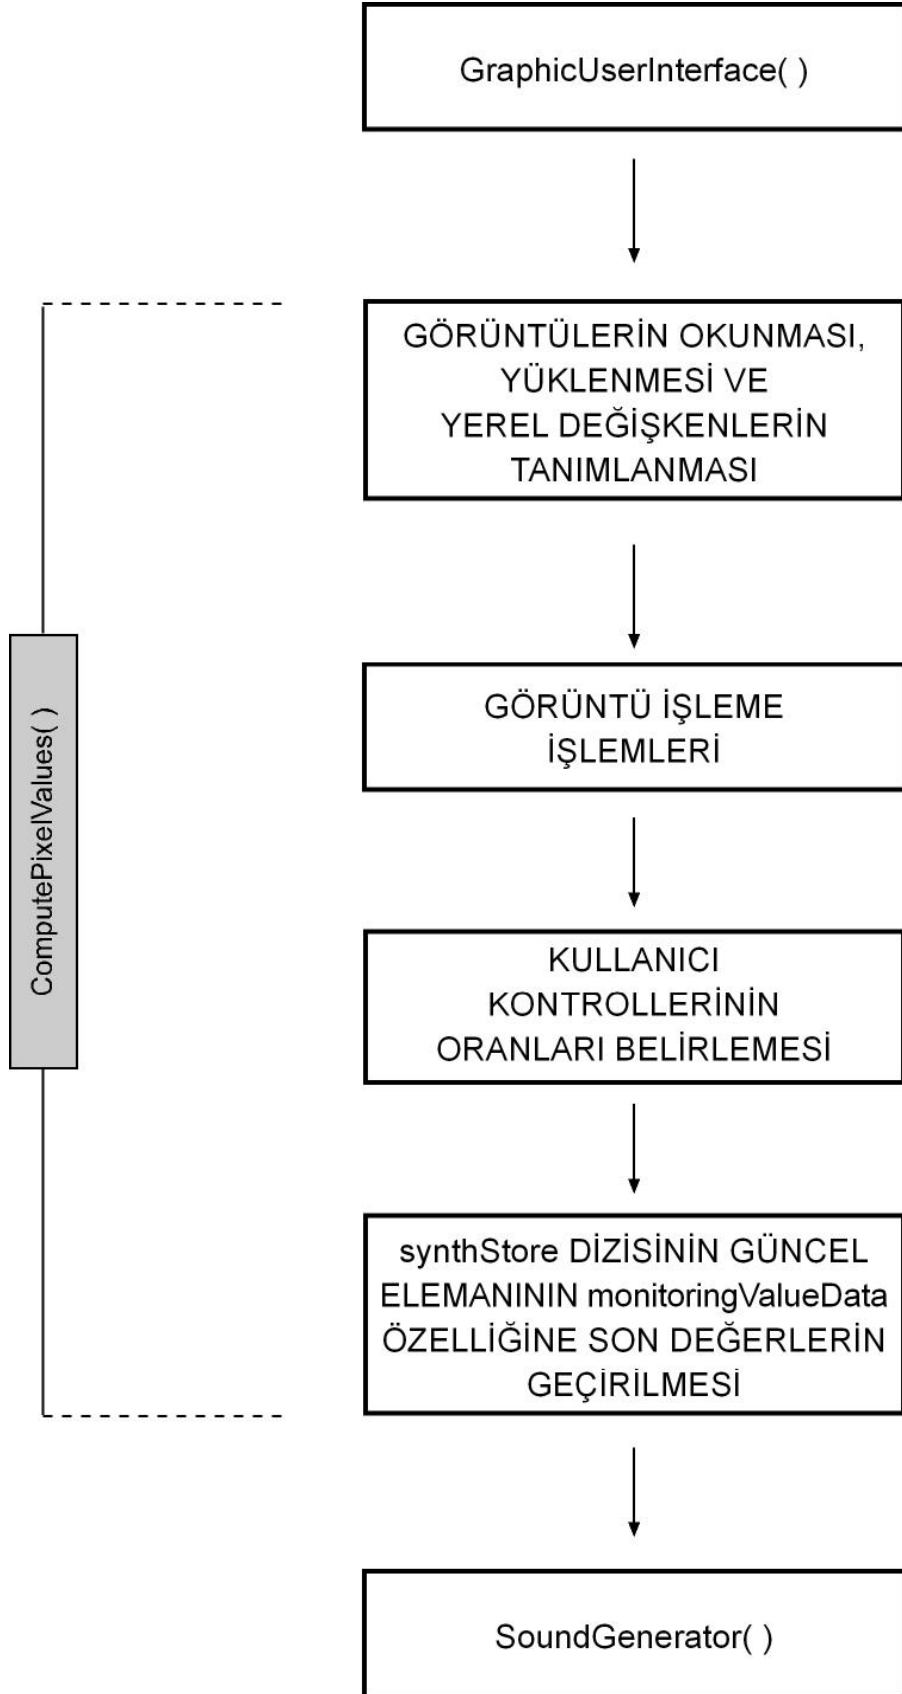 GraphicUserInterface( )
GÖRÜNTÜLERİN OKUNMASI,
YÜKLENMESİ VE
YEREL DEĞİŞKENLERİN
TANIMLANMASI
GÖRÜNTÜ İŞLEME
İŞLEMLERİ
ComputePixelValues( )
KULLANICI
KONTROLLERİNİN
ORANLARI BELİRLEMESİ
synthStore DİZİSİNİN GÜNCEL
ELEMANININ monitoringValueData
ÖZELLİĞİNE SON DEĞERLERİN
GEÇİRİLMESİ
SoundGenerator( )